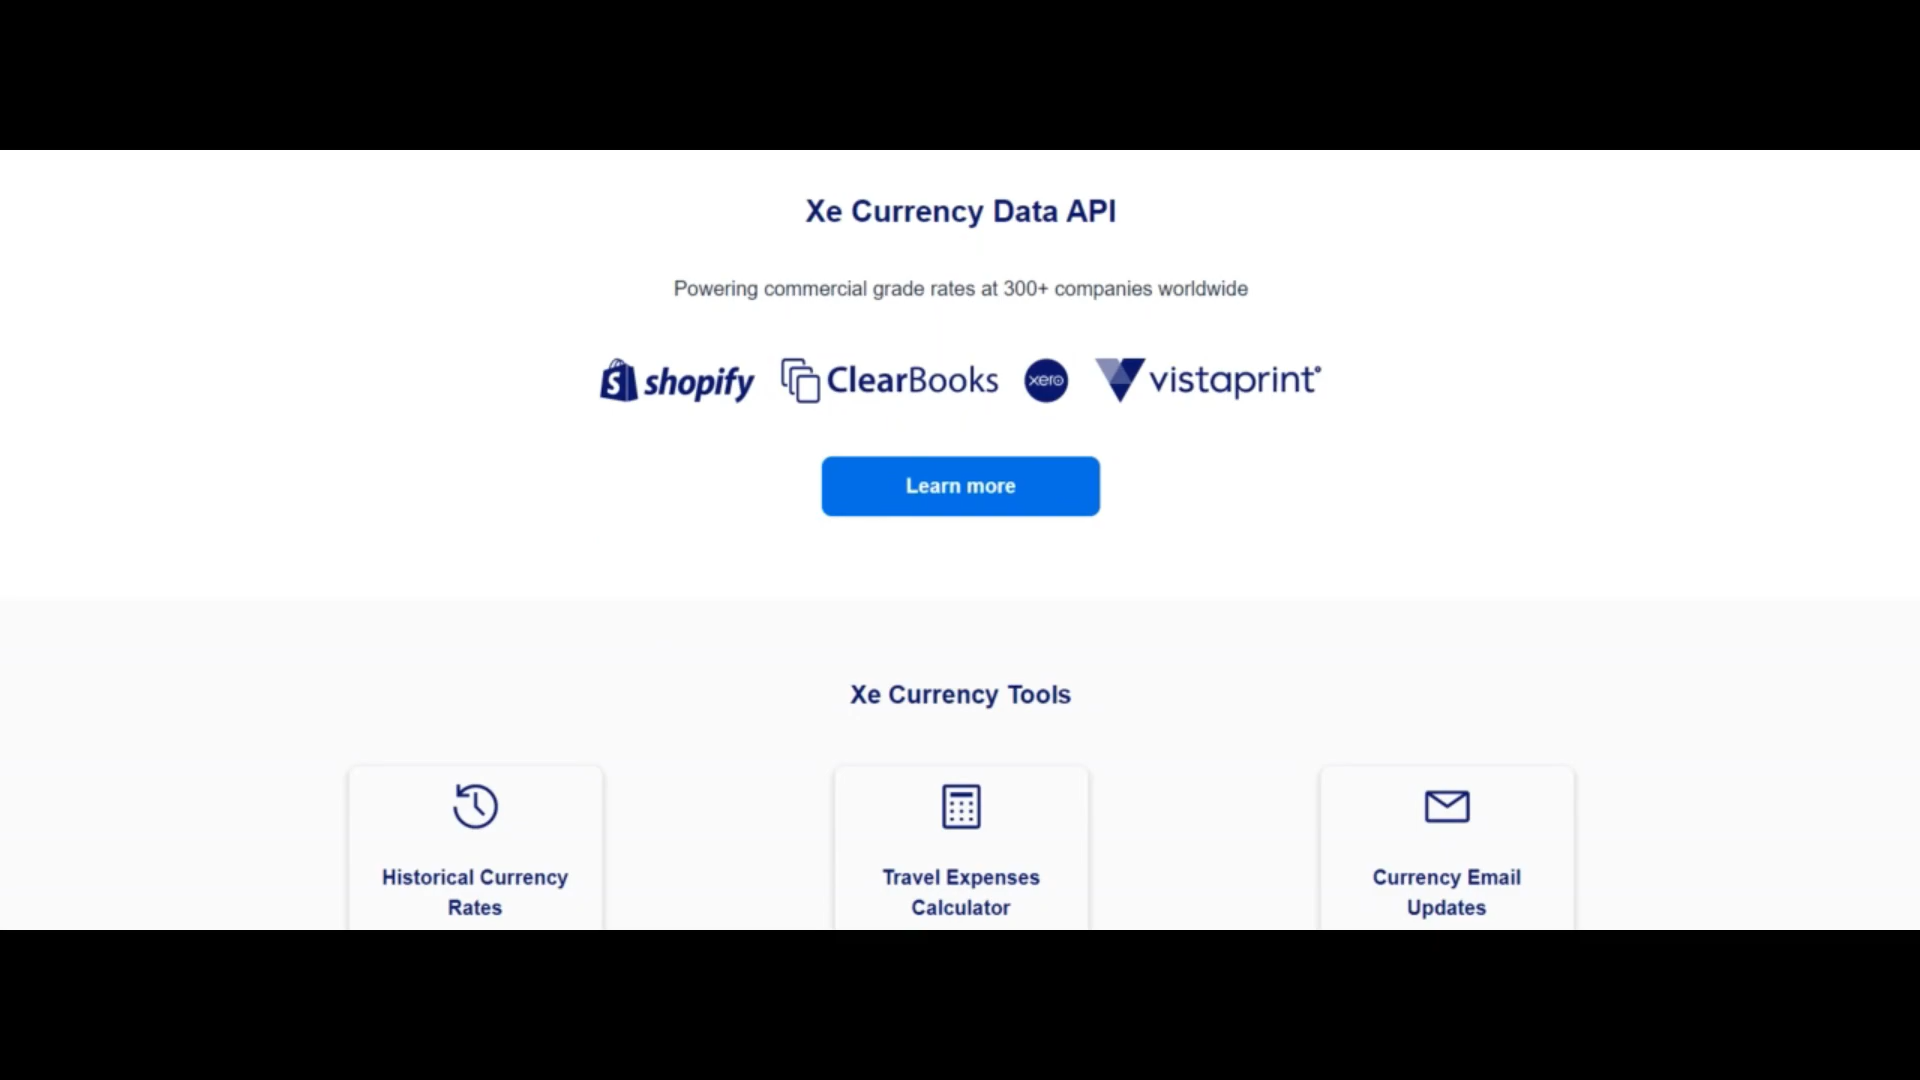 Xe Currency Data API
Powering commercial grade rates at 300+ companies worldwide
shopify ClearBooks xero vistaprint
Learn more
Xe Currency Tools
Historical Currency
Rates
Travel Expenses
Calculator
Currency Email
Updates